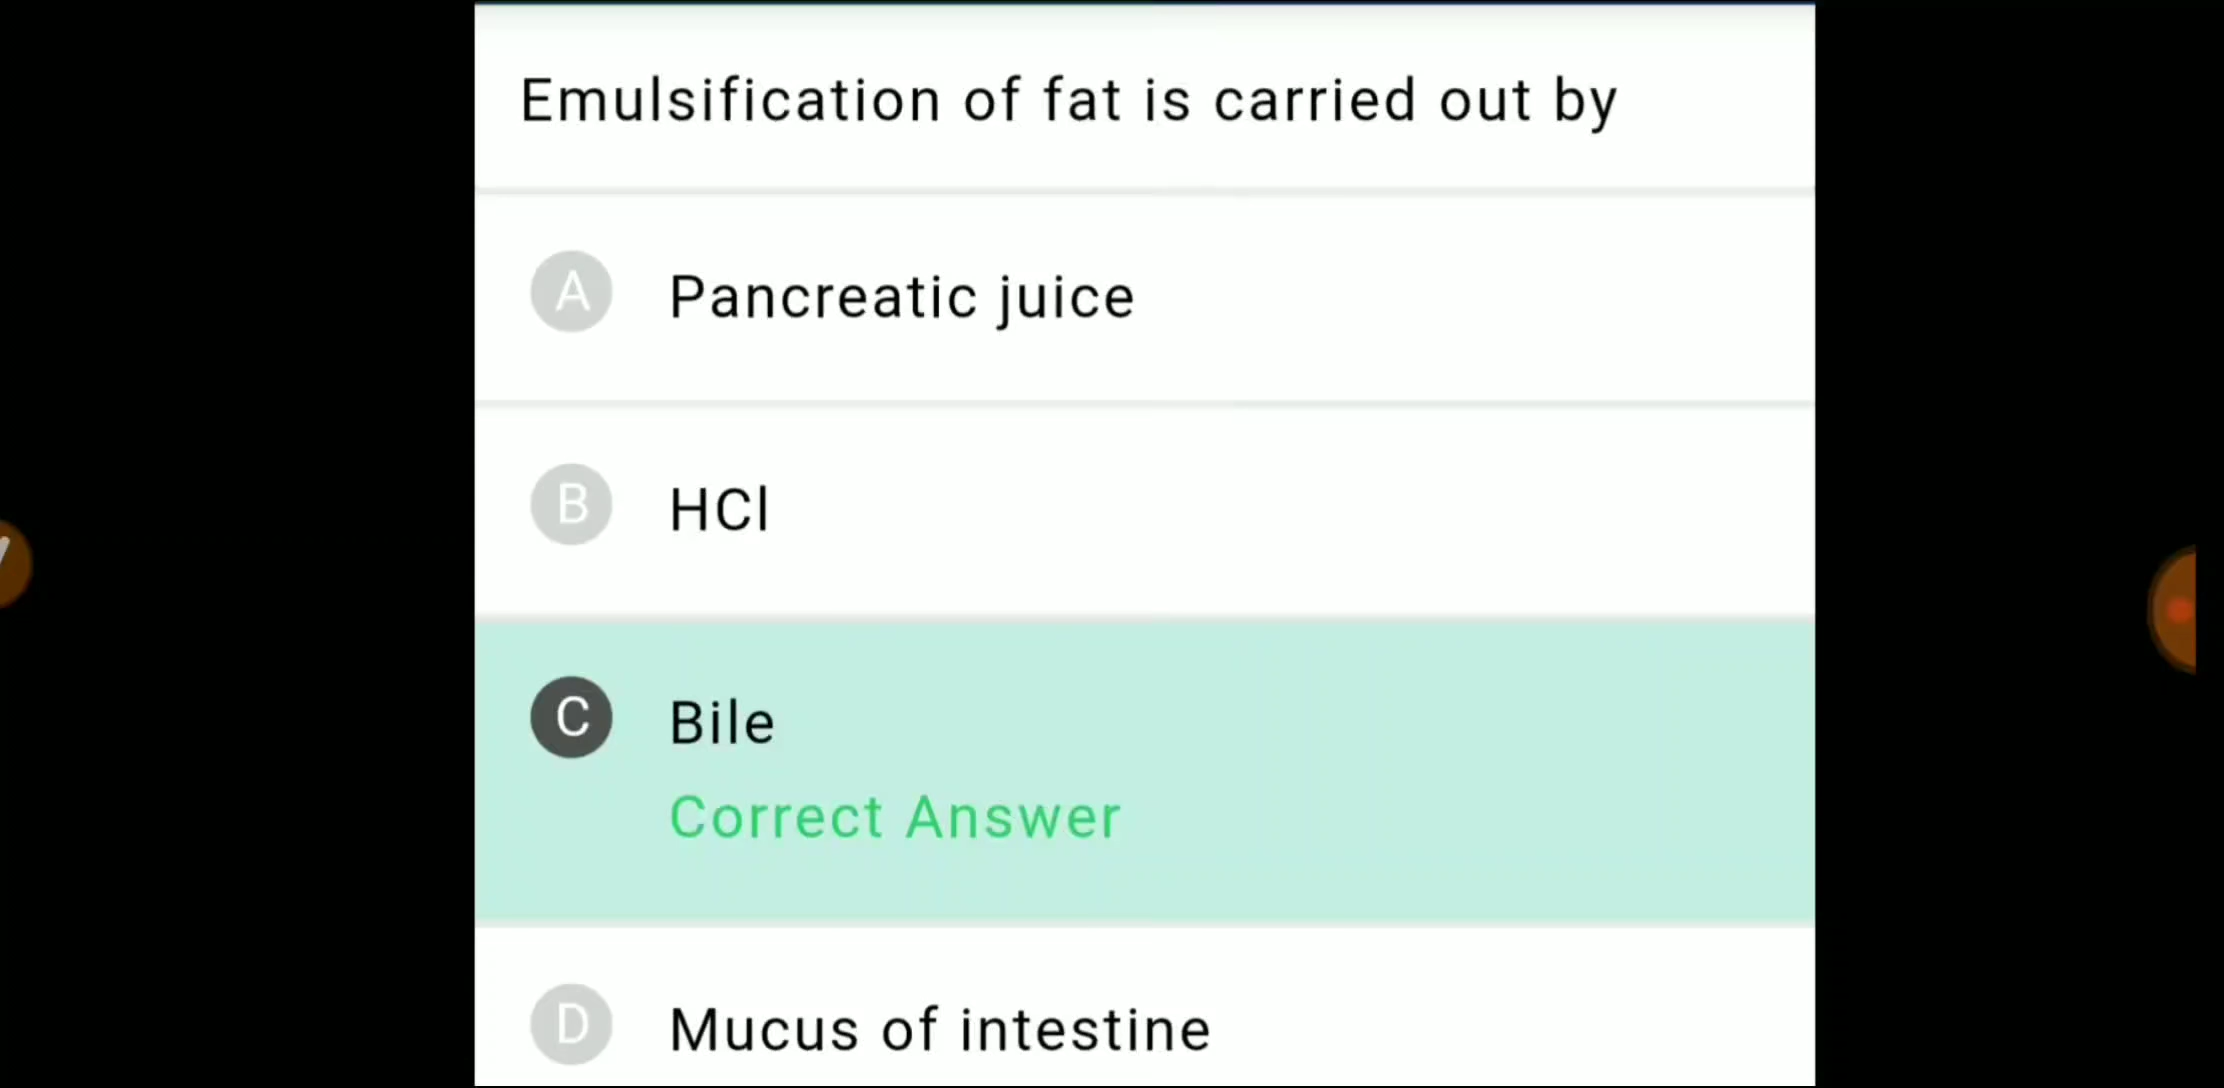 Emulsification of fat is carried out by
A Pancreatic juice
B HCl
C Bile
Correct Answer
D Mucus of intestine